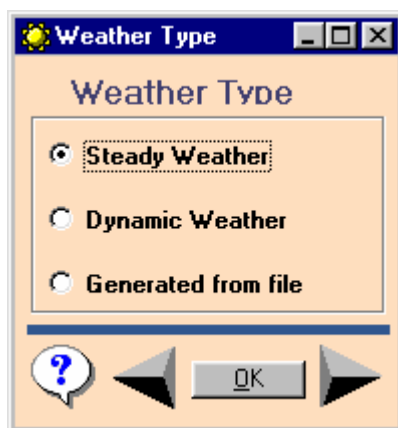 Weather Type
Weather Type
Steady Weather
Dynamic Weather
Generated from file
?
OK